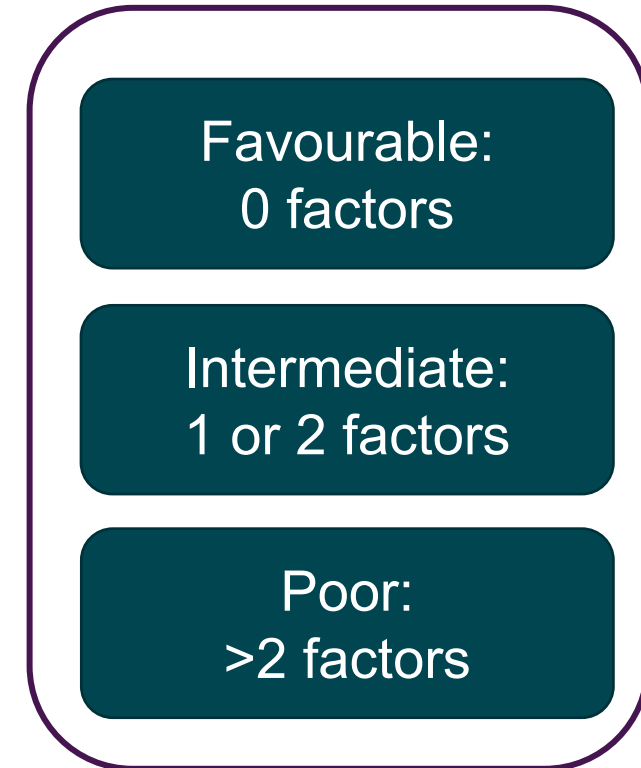 Favourable:
0 factors
Intermediate:
1 or 2 factors
Poor:
>2 factors